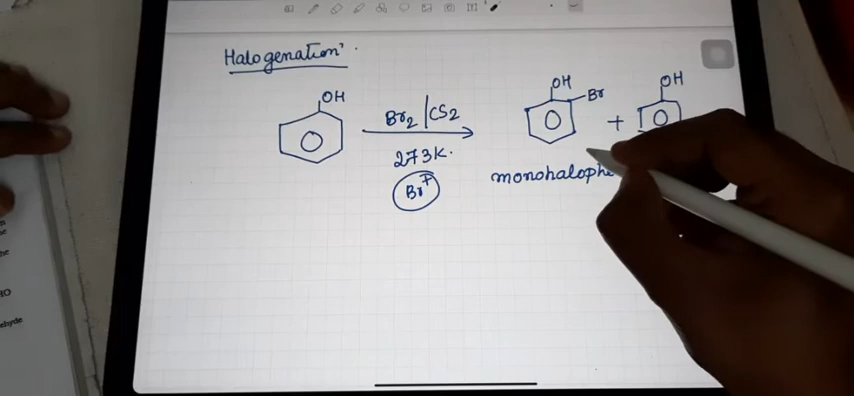 Halogenation
OH
Br2/CS2
273K.
Br+
OH
Br
+
OH
monohalophe